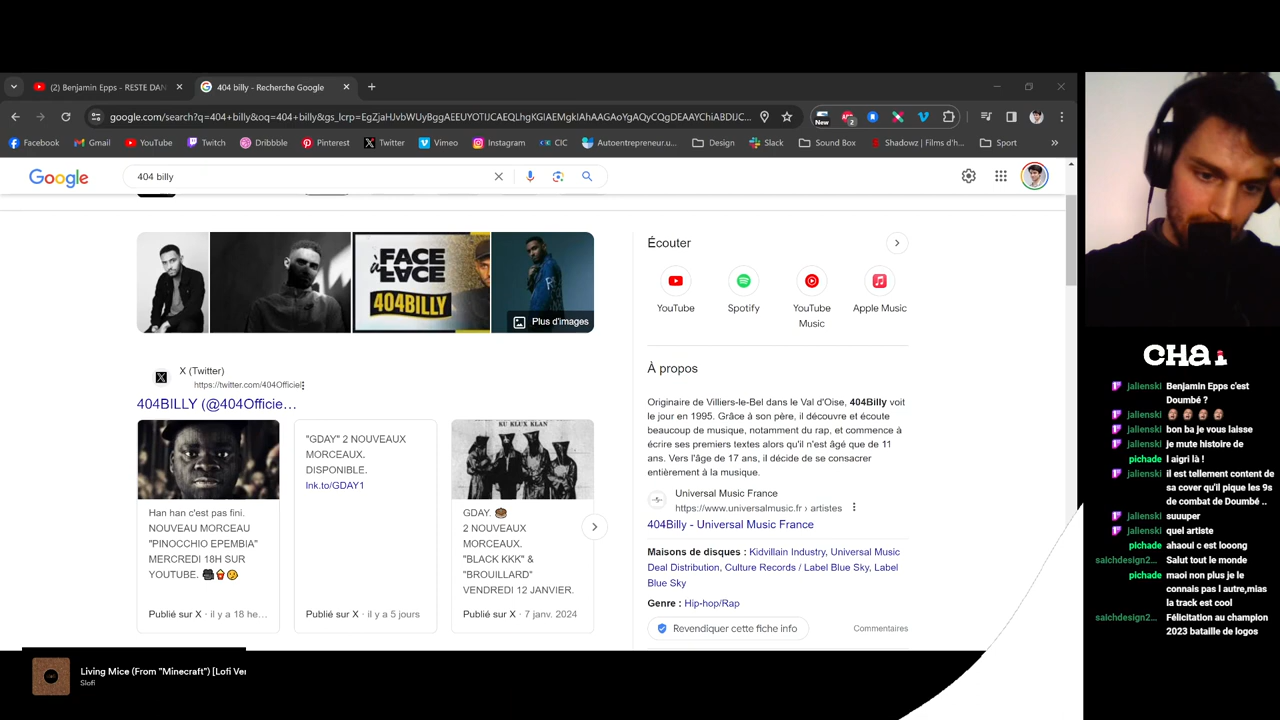 (2) Benjamin Epps - RESTE DAN
404 billy - Recherche Google
google.com/search?q=404+billy&oq=404+billy&gs_lcrp=EgZjaHJvbWUyBggAEEUYOTIJCAEQLhgKGIAEMgkIAhAAGAoYgAQyCQgDEAAYChiABDIJC...
New
2
Facebook
Gmail
YouTube
Twitch
Dribbble
Pinterest
Twitter
Vimeo
Instagram
CIC
Autoentrepreneur.u...
Design
Slack
Sound Box
Shadowz | Films d'h...
Sport
Google
404 billy
FACE
à FACE
404BILLY
Plus d'images
X (Twitter)
https://twitter.com/404Officiel
404BILLY (@404Officie...
Han han c'est pas fini.
NOUVEAU MORCEAU
"PINOCCHIO EPEMBIA"
MERCREDI 18H SUR
YOUTUBE.
Publié sur X · il y a 18 he...
"GDAY" 2 NOUVEAUX
MORCEAUX.
DISPONIBLE.
lnk.to/GDAY1
Publié sur X · il y a 5 jours
KU KLUX KLAN
GDAY.
2 NOUVEAUX
MORCEAUX.
"BLACK KKK" &
"BROUILLARD"
VENDREDI 12 JANVIER.
Publié sur X · 7 janv. 2024
Écouter
YouTube
Spotify
YouTube
Music
Apple Music
À propos
Originaire de Villiers-le-Bel dans le Val d'Oise, 404Billy voit
le jour en 1995. Grâce à son père, il découvre et écoute
beaucoup de musique, notamment du rap, et commence à
écrire ses premiers textes alors qu'il n'est âgé que de 11
ans. Vers l'âge de 17 ans, il décide de se consacrer
entièrement à la musique.
Universal Music France
https://www.universalmusic.fr › artistes
404Billy - Universal Music France
Maisons de disques : Kidvillain Industry, Universal Music
Deal Distribution, Culture Records / Label Blue Sky, Label
Blue Sky
Genre : Hip-hop/Rap
Revendiquer cette fiche info
Commentaires
Living Mice (From "Minecraft") [Lofi Ver
Slofi
CHAT
jalienski Benjamin Epps c'est
Doumbé ?
jalienski
jalienski bon ba je vous laisse
jalienski je mute histoire de
pichade l aigri là !
jalienski il est tellement content de
sa cover qu'il pique les 9s
de combat de Doumbé ..
jalienski suuuper
jalienski quel artiste
pichade ahaoul c est looong
saichdesign2... Salut tout le monde
pichade maoi non plus je le
connais pas l autre,mias
la track est cool
saichdesign2... Félicitation au champion
2023 bataille de logos